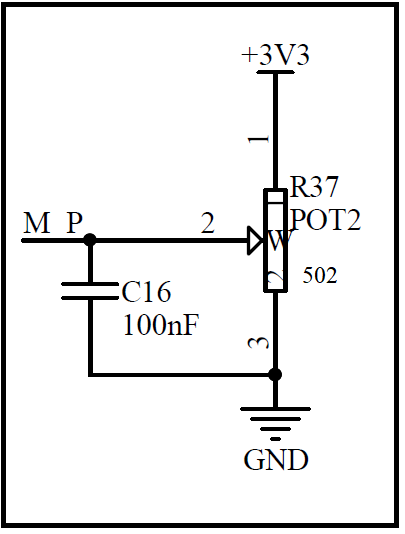 +3V3
1
R37
POT2
M P 2
W
2 502
C16
100nF
3
GND